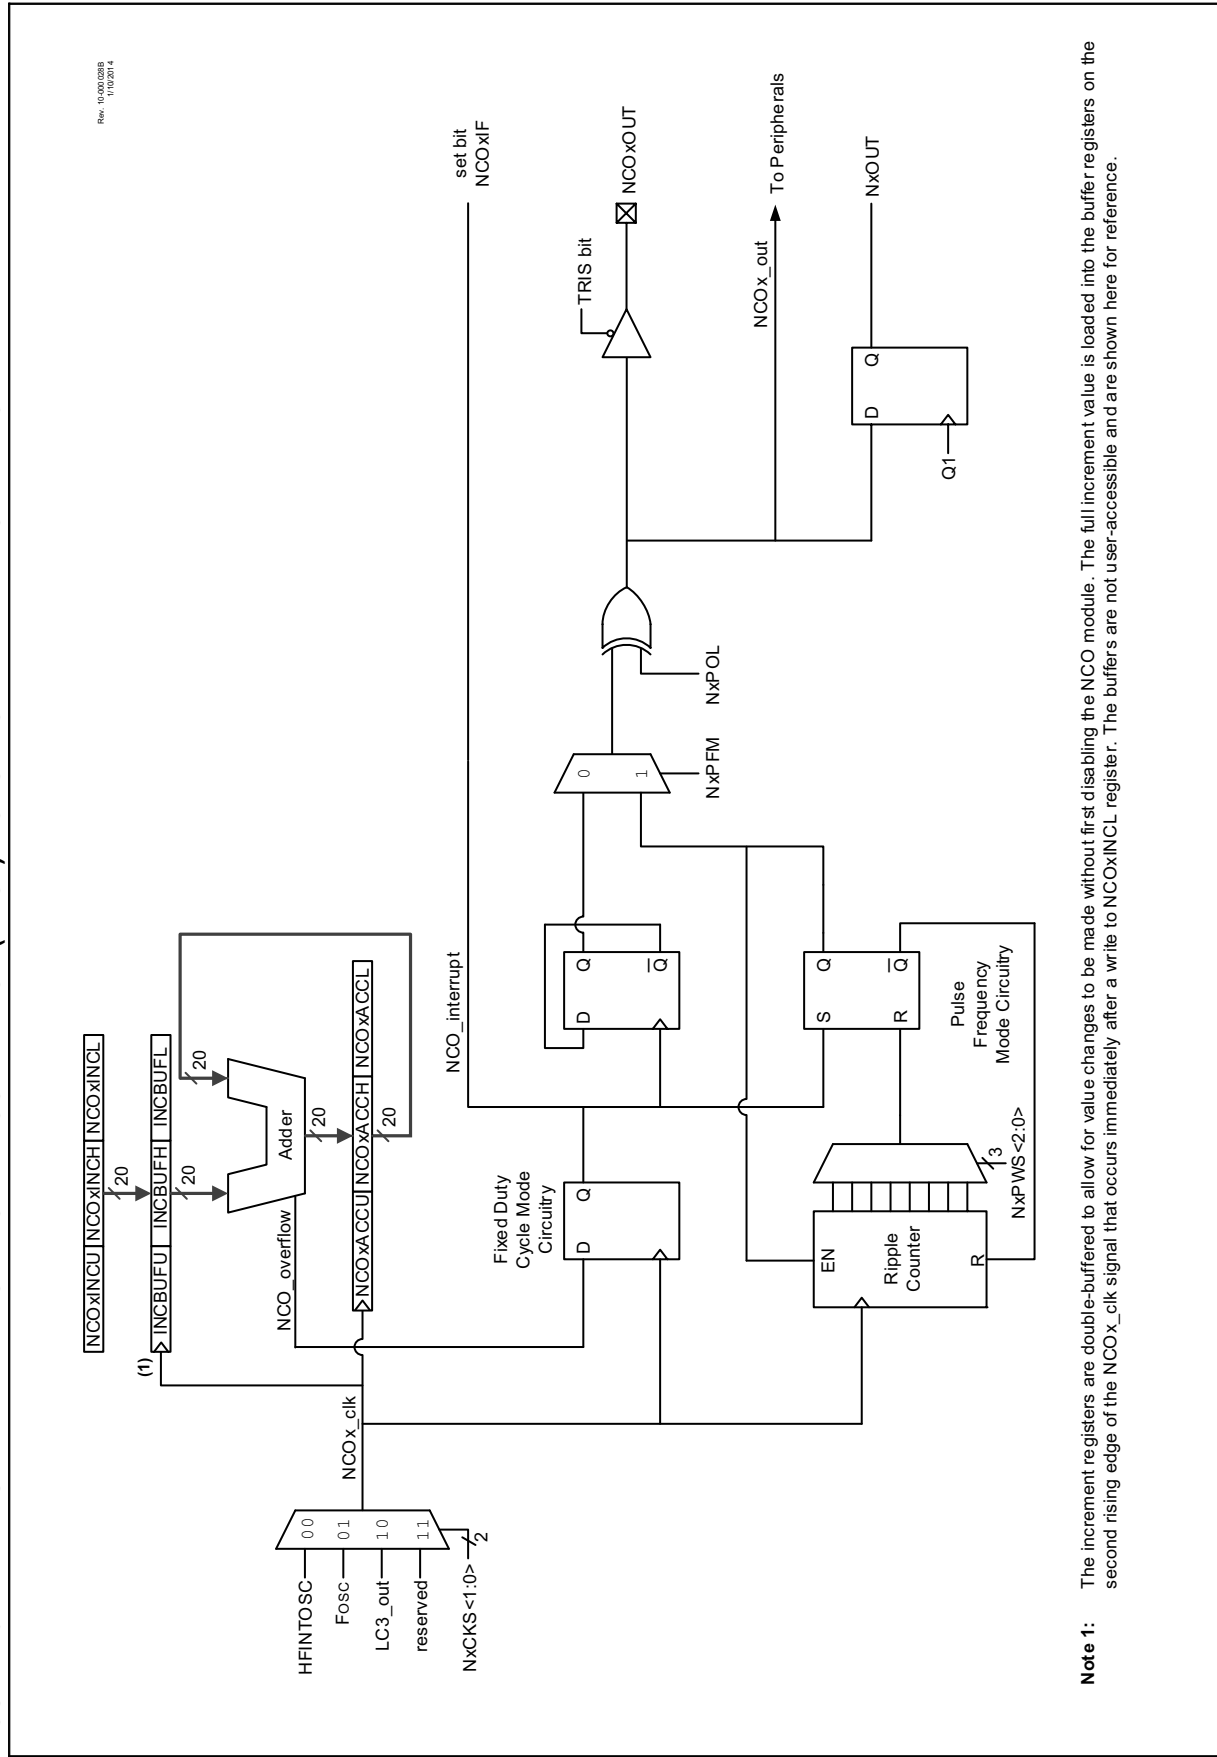 Rev. 10-000 028B
1/10/2014
NCOxINCU NCOxINCH NCOxINCL
20
(1)
INCBUFU INCBUFH INCBUFL
20
20
Adder
NCO_overflow
20
NCOxACCU NCOxACCH NCOxACCL
20
NCOx_clk
HFINTOSC
00
Fosc
01
LC3_out
10
reserved
11
NxCKS<1:0>
2
set bit
NCOxIF
NCO_interrupt
Fixed Duty
Cycle Mode
Circuitry
D
Q
D
Q
Q
0
1
NxPFM
NxPOL
TRIS bit
NCOxOUT
NCOx_out
To Peripherals
D
Q
Q1
NxOUT
EN
Ripple
Counter
R
3
NxPWS<2:0>
S
Q
R
Q
Pulse
Frequency
Mode Circuitry
Note 1: The increment registers are double-buffered to allow for value changes to be made without first disabling the NCO module. The full increment value is loaded into the buffer registers on the
second rising edge of the NCOx_clk signal that occurs immediately after a write to NCOxINCL register. The buffers are not user-accessible and are shown here for reference.